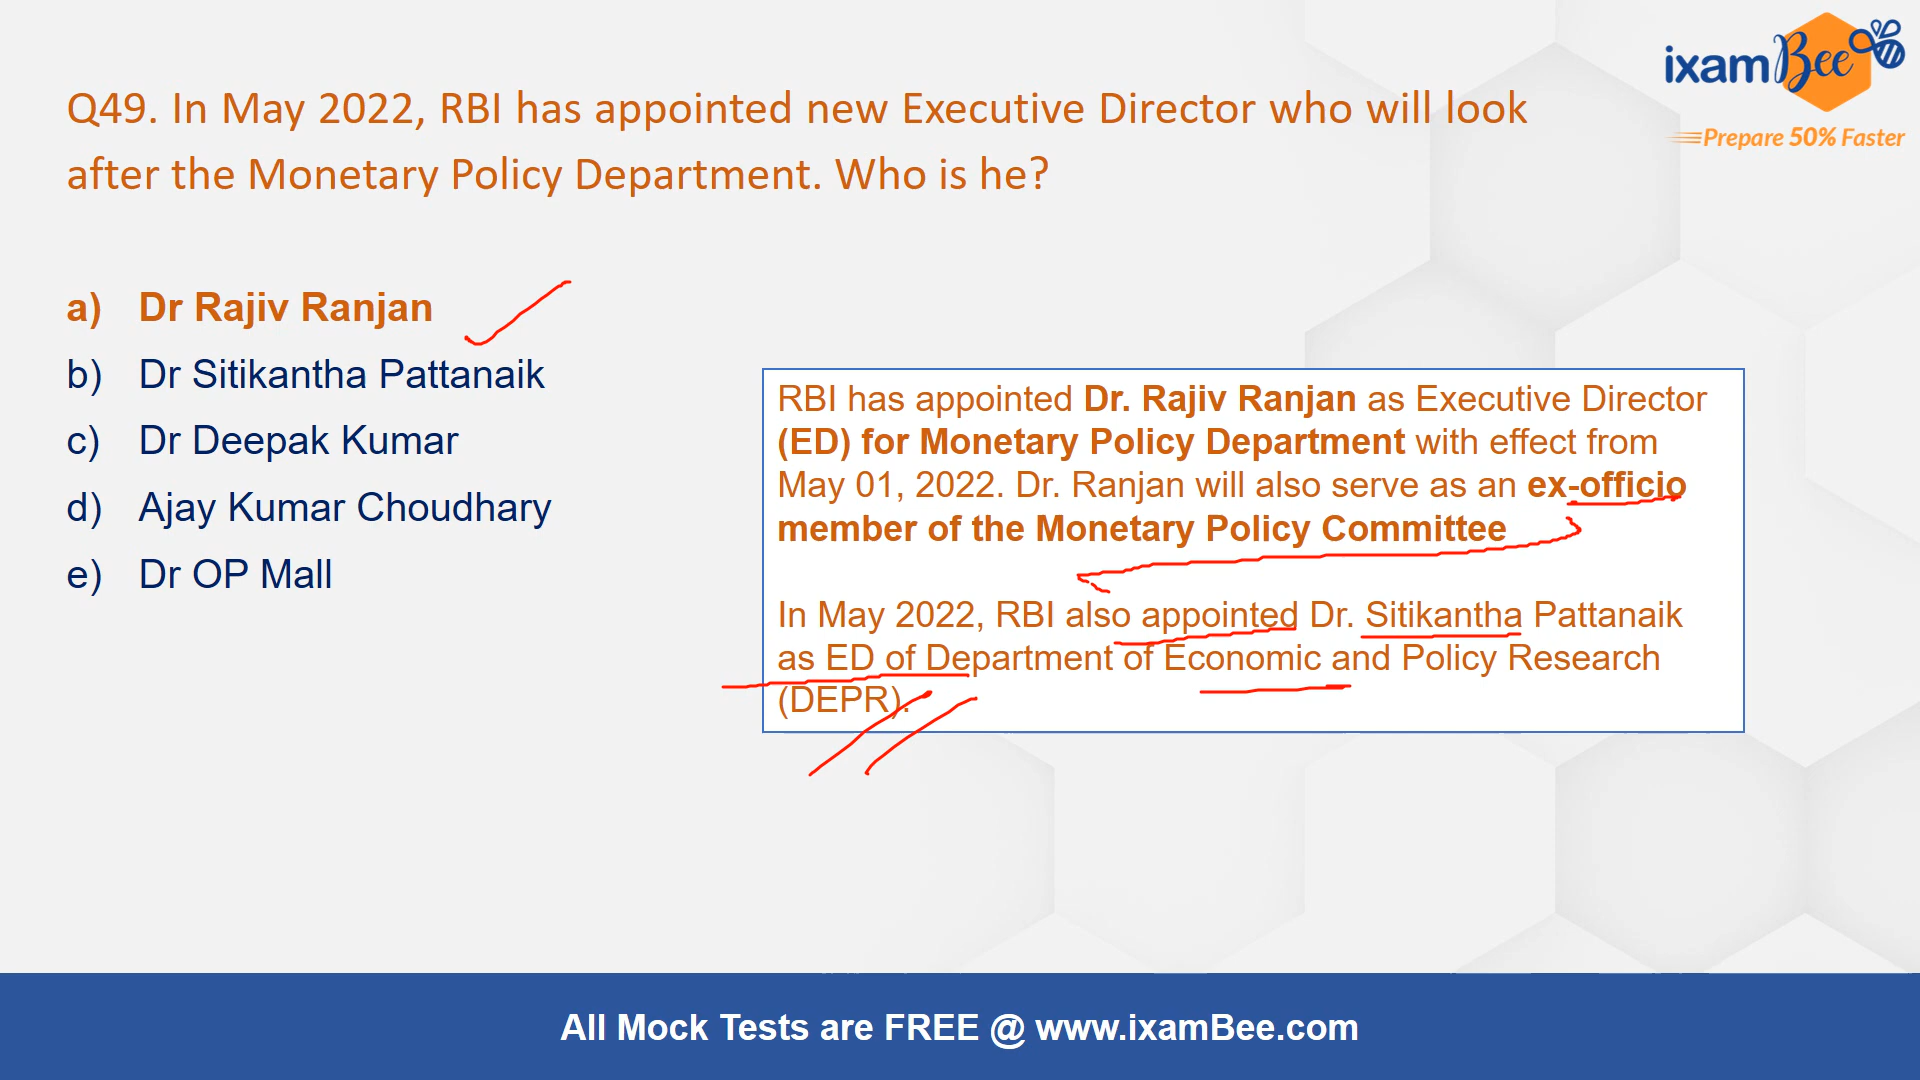 ixamBee
Prepare 50% Faster
Q49. In May 2022, RBI has appointed new Executive Director who will look
after the Monetary Policy Department. Who is he?
a) Dr Rajiv Ranjan
b) Dr Sitikantha Pattanaik
c) Dr Deepak Kumar
d) Ajay Kumar Choudhary
e) Dr OP Mall
RBI has appointed Dr. Rajiv Ranjan as Executive Director
(ED) for Monetary Policy Department with effect from
May 01, 2022. Dr. Ranjan will also serve as an ex-officio
member of the Monetary Policy Committee
In May 2022, RBI also appointed Dr. Sitikantha Pattanaik
as ED of Department of Economic and Policy Research
(DEPR).
All Mock Tests are FREE @ www.ixamBee.com